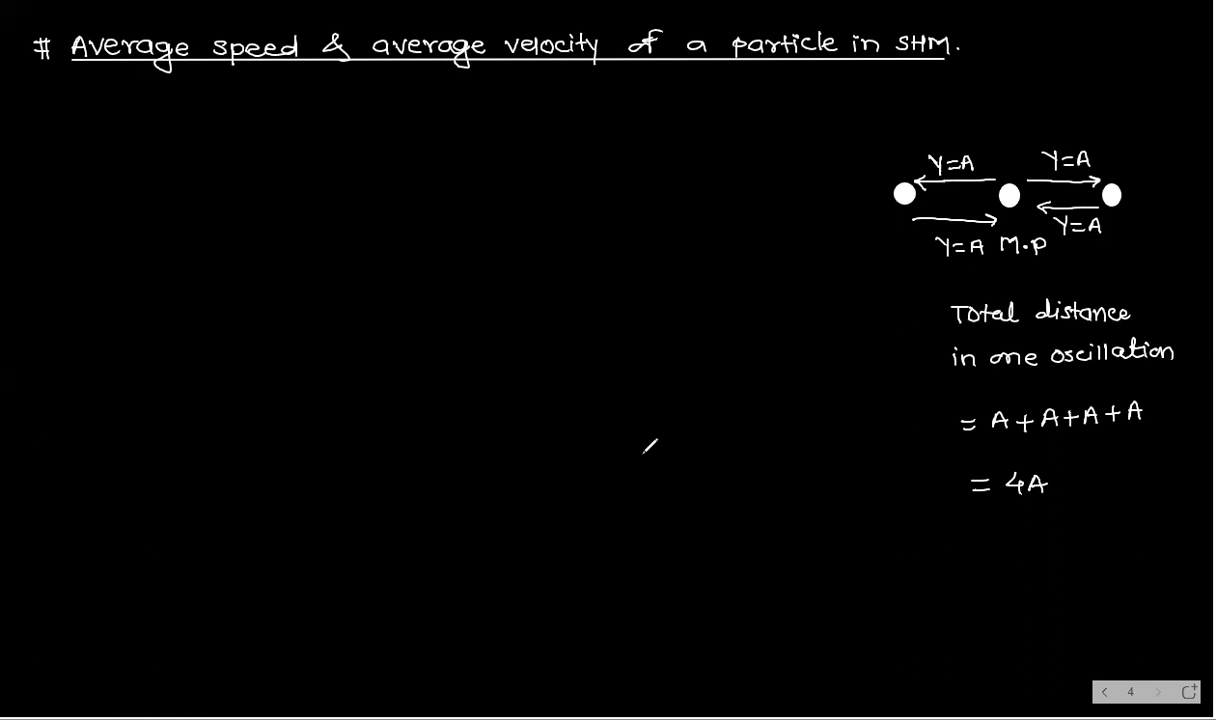 # Average speed & average velocity of a particle in SHM.
Y=A Y=A
Y=A
Y=A M.P
Total distance
in one oscillation
= A+A+A+A
= 4A
4